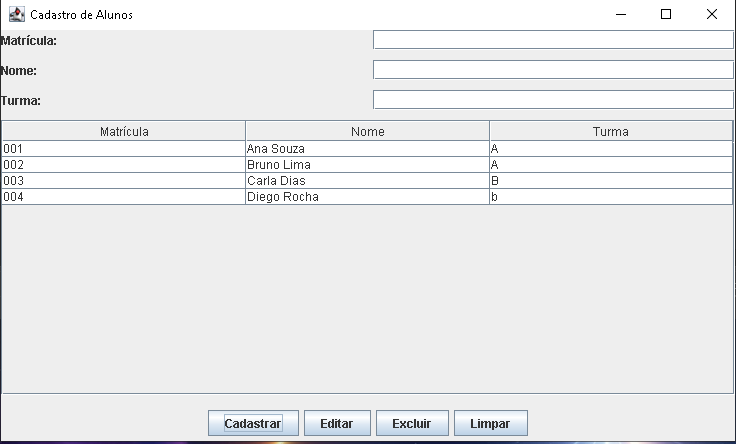 Cadastro de Alunos
Matrícula:
Nome:
Turma:
Matrícula Nome Turma
001 Ana Souza A
002 Bruno Lima A
003 Carla Dias B
004 Diego Rocha b
Cadastrar Editar Excluir Limpar